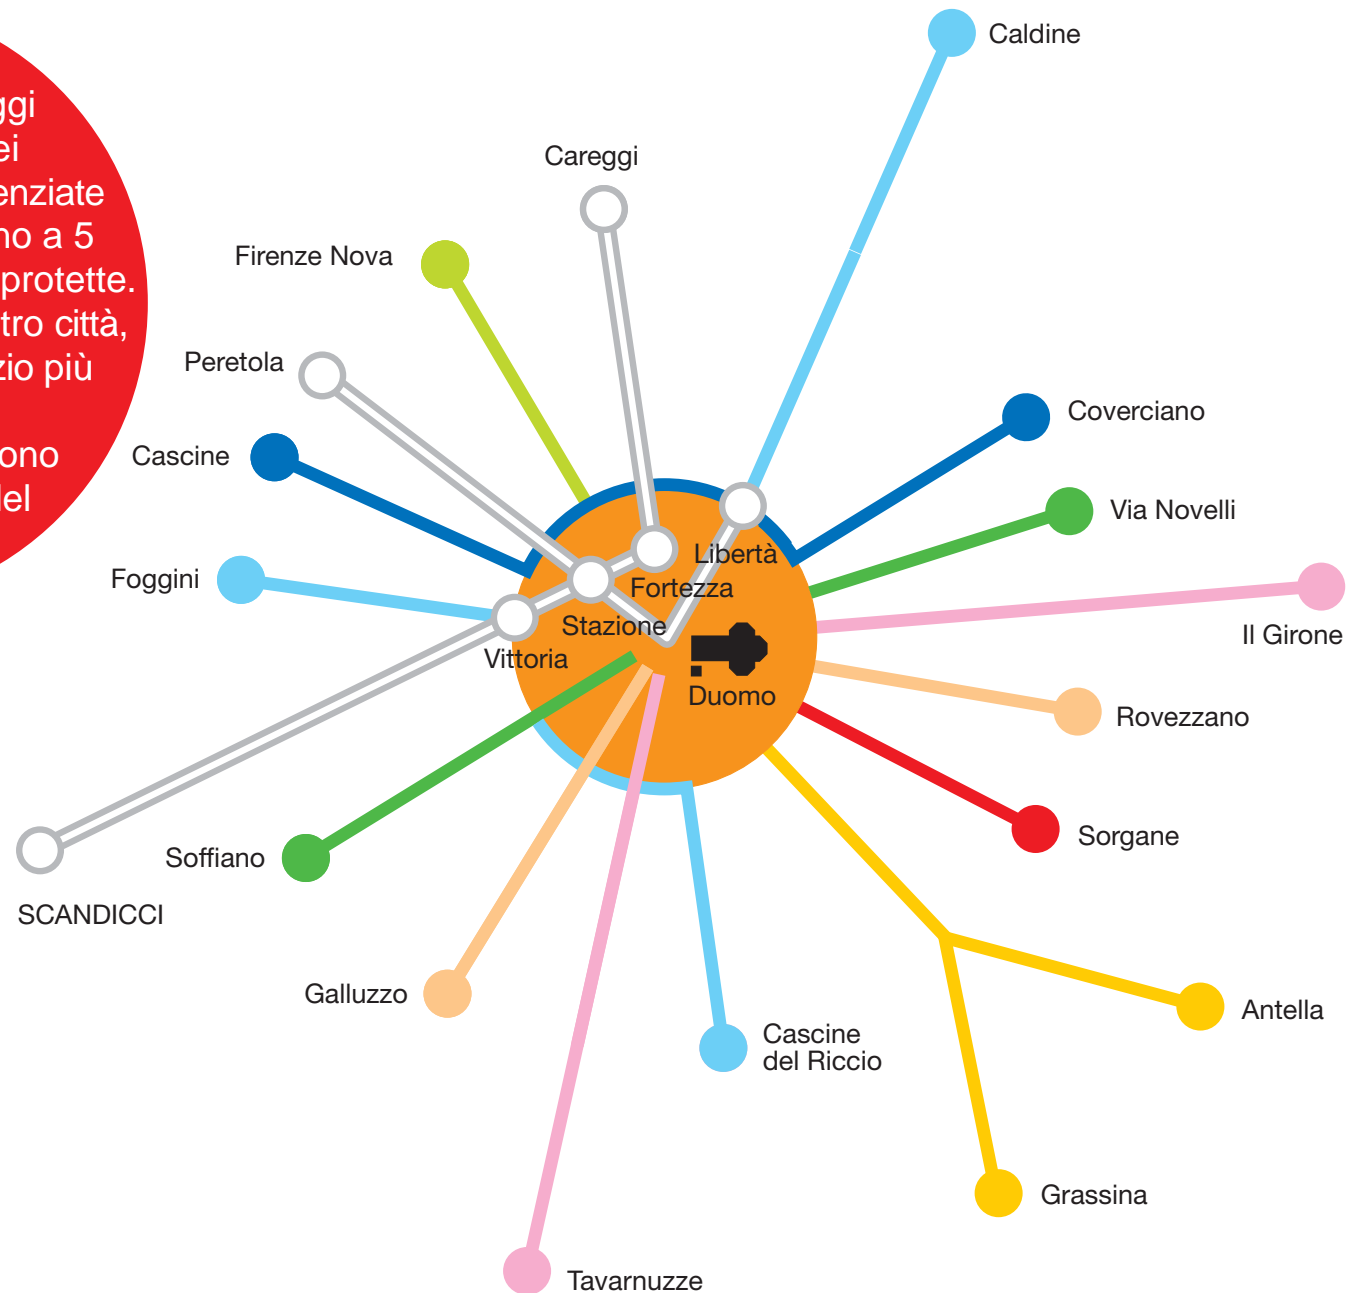 ggi
ei
enziate
no a 5
protette.
tro città,
zio più
ono
del
Caldine
Careggi
Firenze Nova
Peretola
Cascine
Coverciano
Via Novelli
Foggini
Libertà
Fortezza
Stazione
Vittoria
Il Girone
Duomo
Rovezzano
Sorgane
Soffiano
SCANDICCI
Galluzzo
Cascine
del Riccio
Antella
Grassina
Tavarnuzze